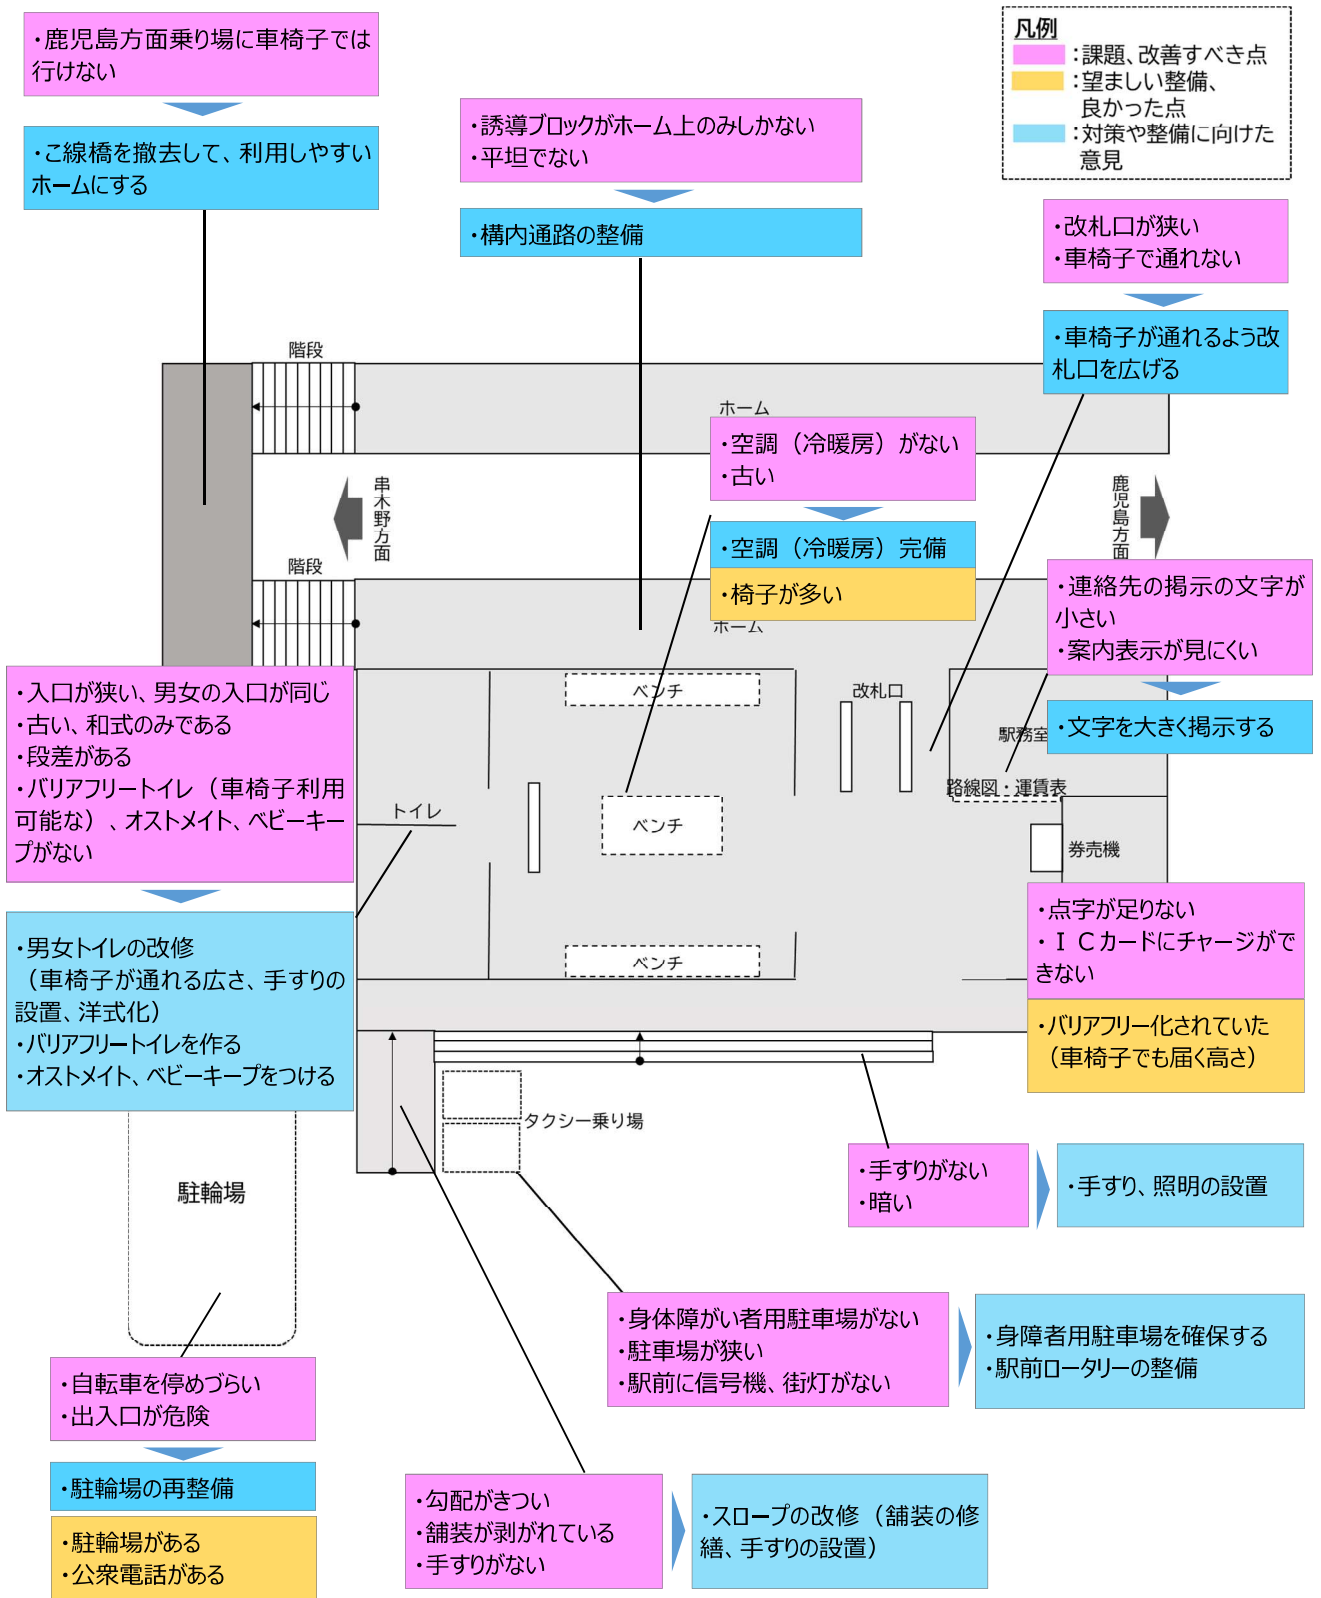 ・鹿児島方面乗り場に車椅子では
行けない
・こ線橋を撤去して、利用しやすい
ホームにする
・誘導ブロックがホーム上のみしかない
・平坦でない
・構内通路の整備
凡例
：課題、改善すべき点
：望ましい整備、
良かった点
：対策や整備に向けた
意見
・改札口が狭い
・車椅子で通れない
・車椅子が通れるよう改
札口を広げる
階段
ホーム
・空調（冷暖房）がない
・古い
・空調（冷暖房）完備
・椅子が多い
串木野方面
鹿児島方面
階段
ホーム
・連絡先の掲示の文字が
小さい
・案内表示が見にくい
・文字を大きく掲示する
・入口が狭い、男女の入口が同じ
・古い、和式のみである
・段差がある
・バリアフリートイレ（車椅子利用
可能な）、オストメイト、ベビーキー
プがない
ベンチ
改札口
駅務室
路線図・運賃表
トイレ
ベンチ
券売機
ベンチ
・男女トイレの改修
（車椅子が通れる広さ、手すりの
設置、洋式化）
・バリアフリートイレを作る
・オストメイト、ベビーキープをつける
・点字が足りない
・ＩＣカードにチャージがで
きない
・バリアフリー化されていた
（車椅子でも届く高さ）
タクシー乗り場
駐輪場
・手すりがない
・暗い
・手すり、照明の設置
・身体障がい者用駐車場がない
・駐車場が狭い
・駅前に信号機、街灯がない
・身障者用駐車場を確保する
・駅前ロータリーの整備
・自転車を停めづらい
・出入口が危険
・駐輪場の再整備
・駐輪場がある
・公衆電話がある
・勾配がきつい
・舗装が剥がれている
・手すりがない
・スロープの改修（舗装の修
繕、手すりの設置）